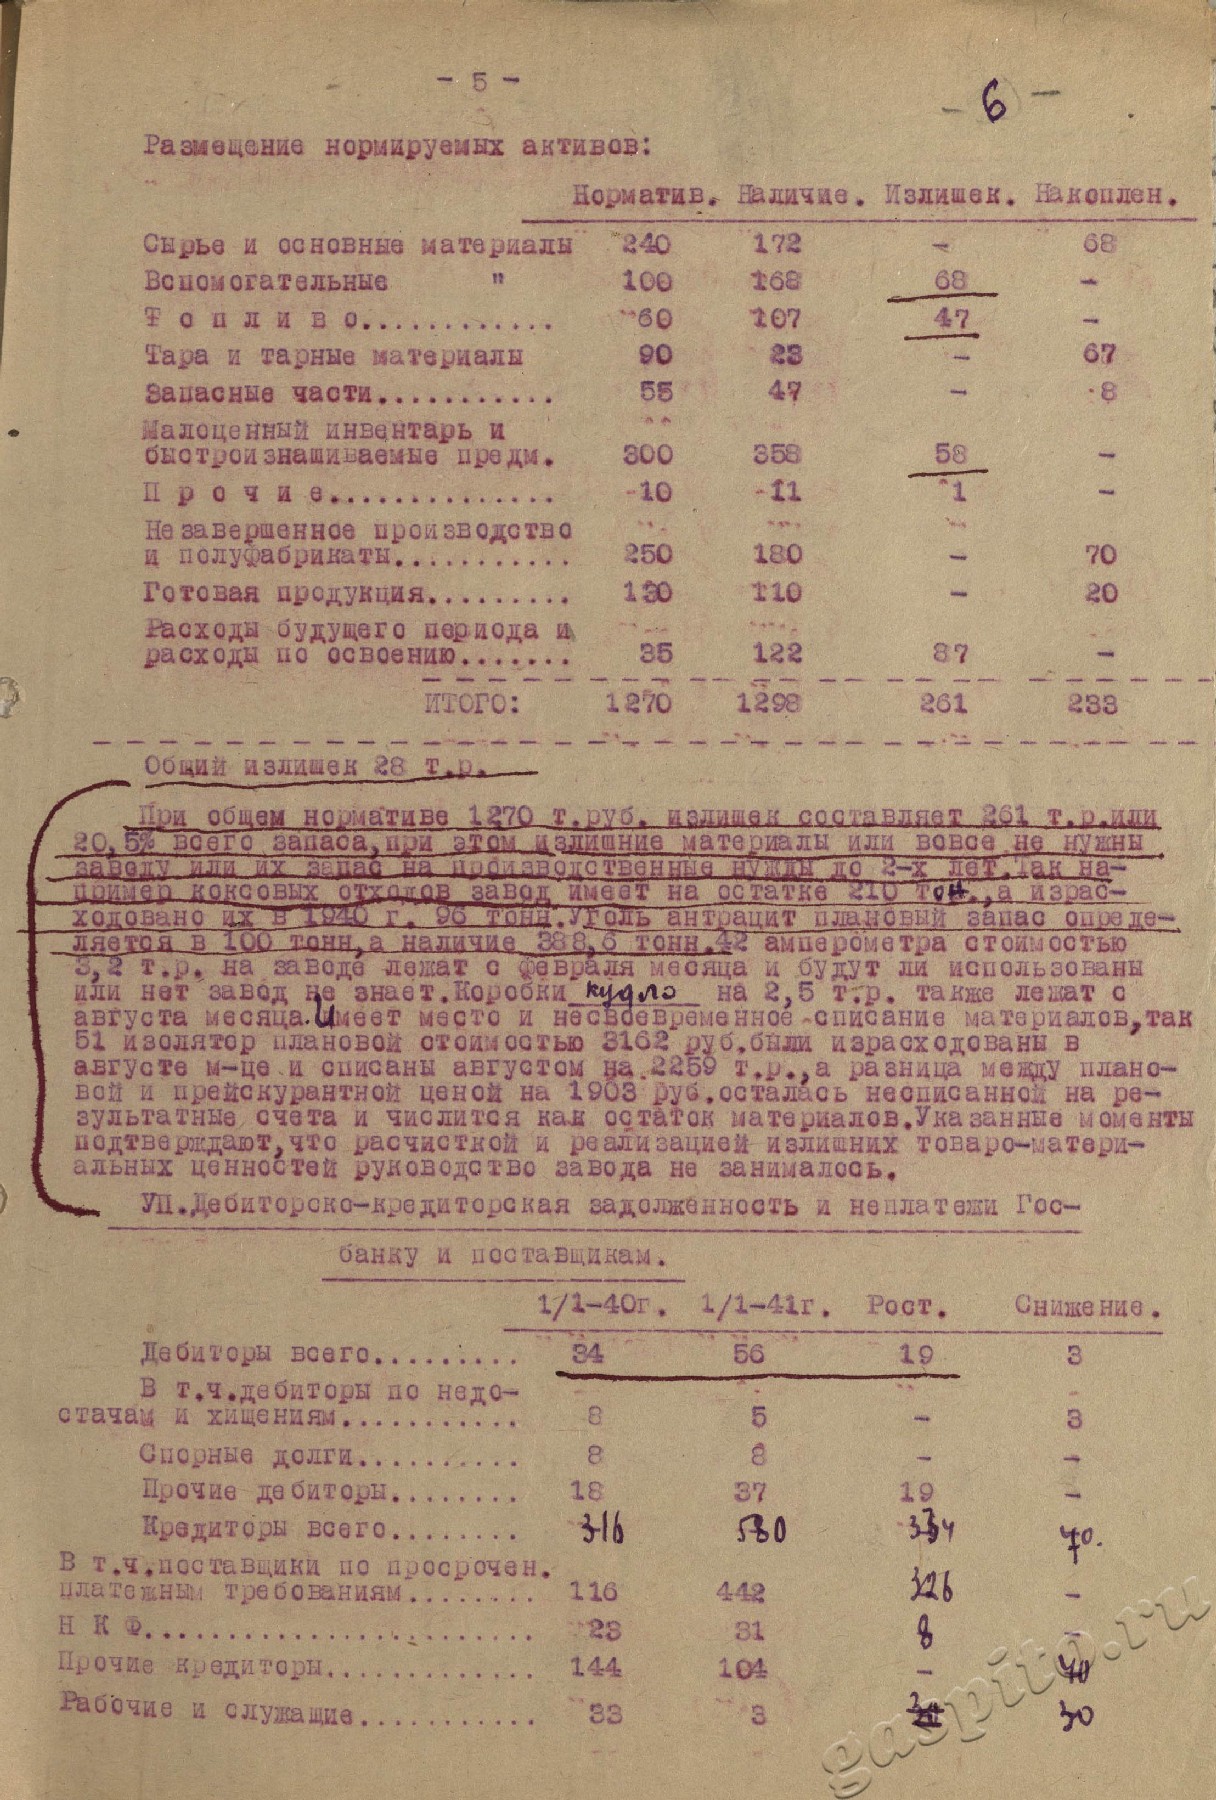 - 5 -
- 6 -
Размещение нормируемых активов:
Норматив. Наличие. Излишек. Накоплен.
Сырье и основные материалы 240 172 - 68
Вспомогательные " 100 168 68 -
Т о п л и в о............ 60 107 47 -
Тара и тарные материалы 90 23 - 67
Запасные части........... 55 47 - 8
Малоценный инвентарь и
быстроизнашиваемые предм. 300 358 58 -
П р о ч и е.............. 10 11 1 -
Незавершенное производство
и полуфабрикаты........... 250 180 - 70
Готовая продукция......... 130 110 - 20
Расходы будущего периода и
расходы по освоению....... 35 122 87 -
ИТОГО: 1270 1298 261 233
Общий излишек 28 т.р.
При общем нормативе 1270 т.руб. излишек составляет 261 т.р.или
20,5% всего запаса,при этом излишние материалы или вовсе не нужны
заводу или их запас на производственные нужды до 2-х лет.Так на-
пример коксовых отходов завод имеет на остатке 210 тон.,а израс-
ходовано их в 1940 г. 96 тонн.Уголь антрацит плановый запас опреде-
ляется в 100 тонн,а наличие 388,6 тонн.42 амперометра стоимостью
3,2 т.р. на заводе лежат с февраля месяца и будут ли использованы
или нет завод не знает.Коробки кудло на 2,5 т.р. также лежат с
августа месяца.Имеет место и несвоевременное списание материалов,так
51 изолятор плановой стоимостью 3162 руб.были израсходованы в
августе м-це и списаны августом на 2259 т.р.,а разница между плано-
вой и прейскурантной ценой на 1903 руб.осталась несписанной на ре-
зультатные счета и числится как остаток материалов.Указанные моменты
подтверждают,что расчисткой и реализацией излишних товаро-матери-
альных ценностей руководство завода не занималось.
УП.Дебиторско-кредиторская задолженность и неплатежи Гос-
банку и поставщикам.
1/1-40г. 1/1-41г. Рост. Снижение.
Дебиторы всего......... 34 56 19 3
В т.ч.дебиторы по недо-
стачам и хищениям............ 8 5 - 3
Спорные долги........... 8 8 - -
Прочие дебиторы........ 18 37 19 -
Кредиторы всего........ 316 580 334 70.
В т.ч.поставщики по просрочен.
платежным требованиям........ 116 442 326 -
Н К Ф......................... 23 31 8 -
Прочие кредиторы.............. 144 104 - 40
Рабочие и служащие............ 33 3 30
gaspito.ru